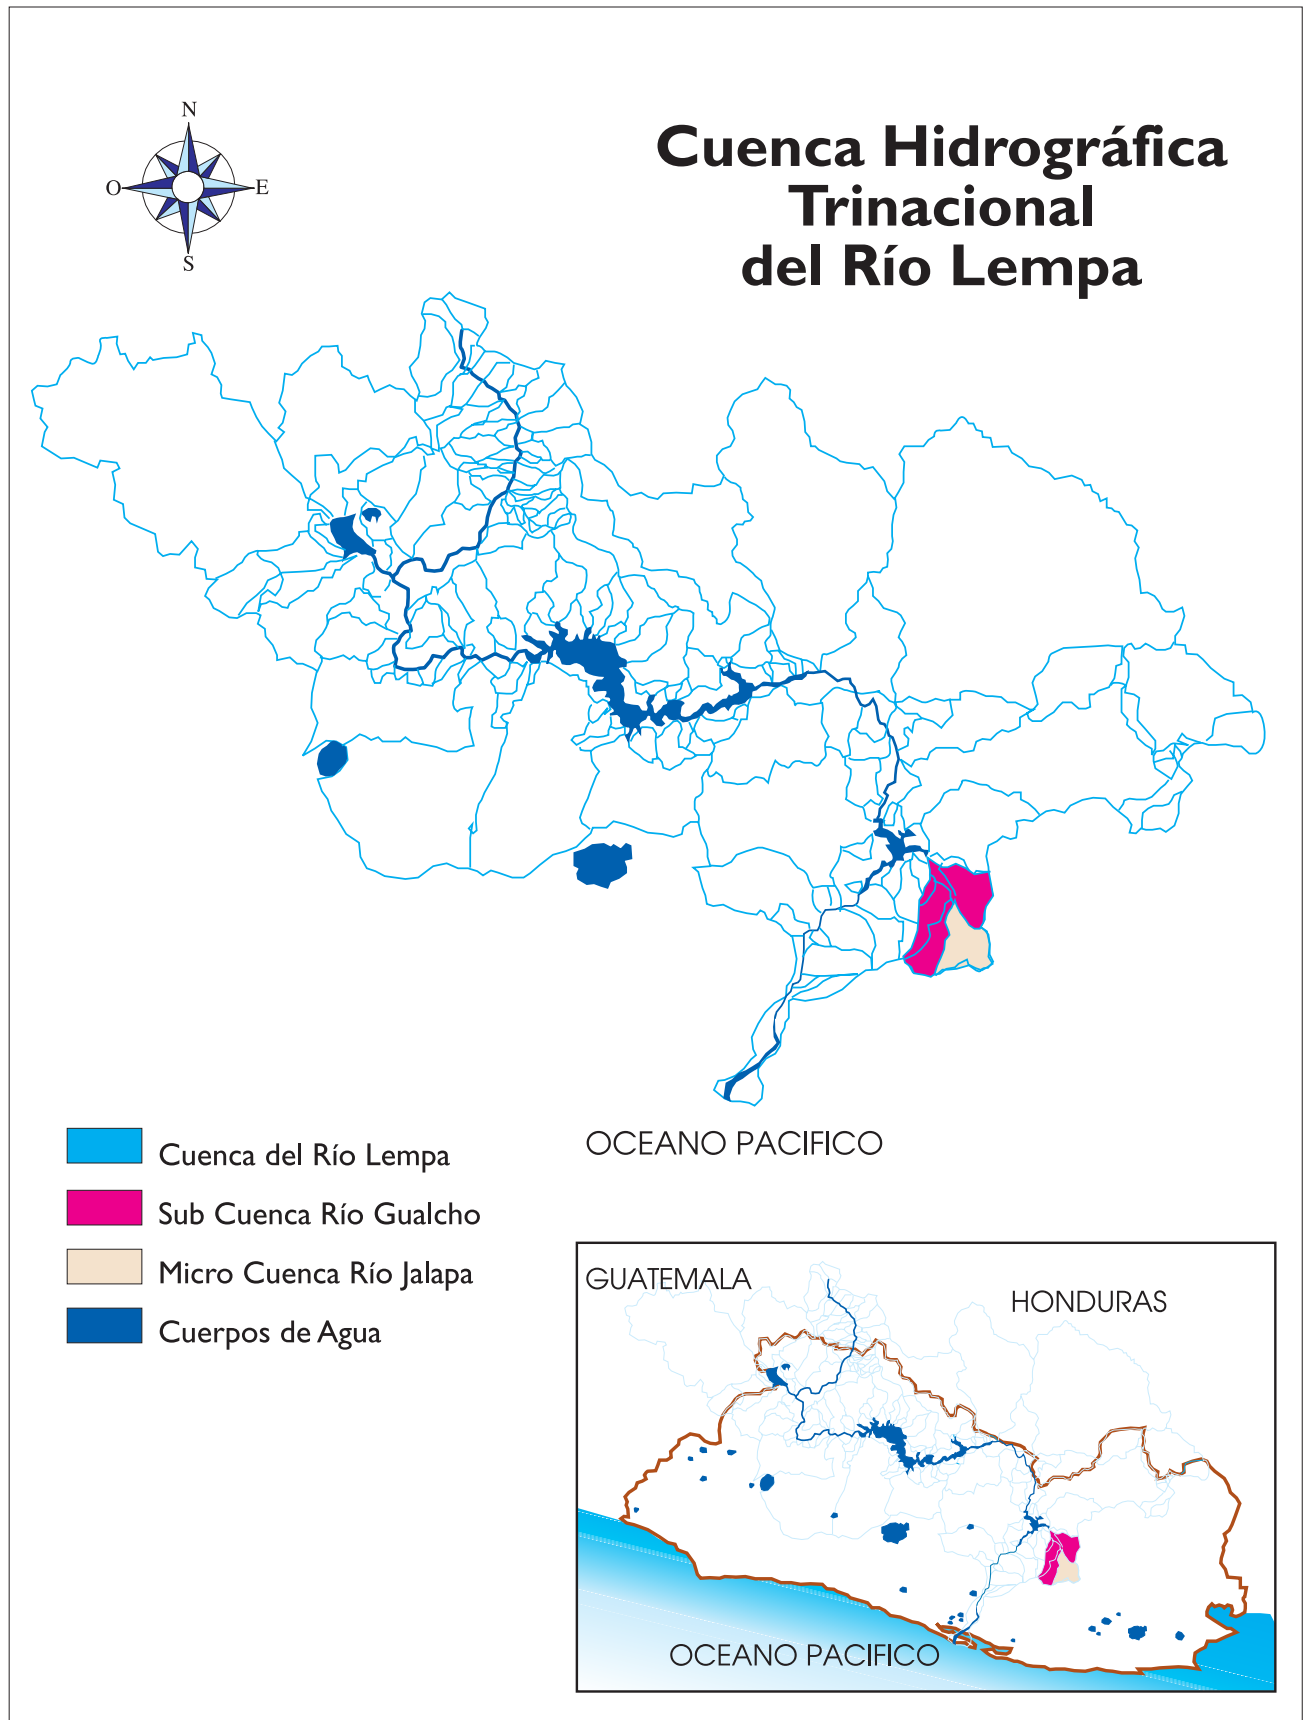 N
O
E
S
Cuenca Hidrográfica
Trinacional
del Río Lempa
OCEANO PACIFICO
Cuenca del Río Lempa
Sub Cuenca Río Gualcho
Micro Cuenca Río Jalapa
Cuerpos de Agua
GUATEMALA
HONDURAS
OCEANO PACIFICO